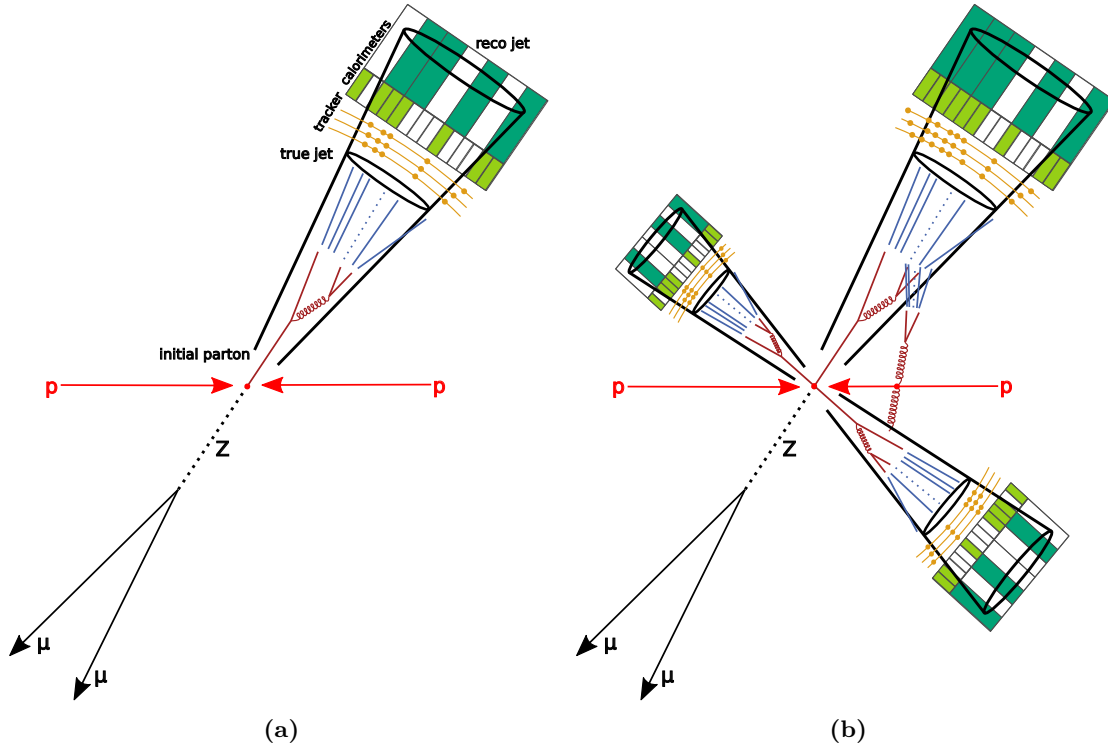 calorimeters
reco jet
tracker
true jet
initial parton
p
p
Z
μ
μ
(a)
p
p
Z
μ
μ
(b)